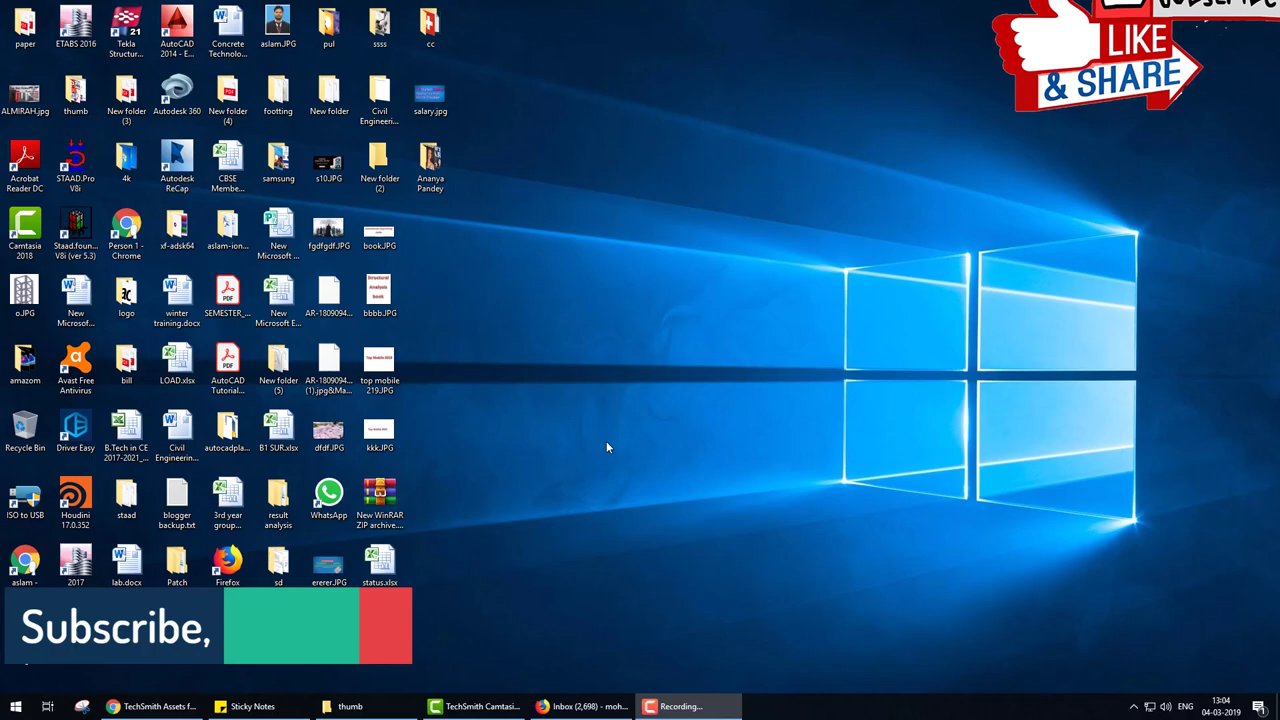 paper
ETABS 2016
Tekla
Structur...
AutoCAD
2014 - E...
Concrete
Technolo...
aslam.JPG
pul
ssss
cc
LIKE
& SHARE
ALMIRAH.jpg
thumb
New folder
(3)
Autodesk 360
New folder
(4)
footting
New folder
Civil
Engineeri...
salary.jpg
Acrobat
Reader DC
STAAD.Pro
V8i
4k
Autodesk
ReCap
CBSE
Membe...
samsung
s10.JPG
New folder
(2)
Ananya
Pandey
Camtasia
2018
Staad.foun...
V8i (ver 5.3)
Person 1 -
Chrome
xf-adsk64
aslam-ion...
New
Microsoft ...
fgdfgdf.JPG
book.JPG
o.JPG
New
Microsof...
logo
winter
training.docx
SEMESTER_...
New
Microsoft E...
AR-1809094...
Structural
Analysis
book
bbbb.JPG
amazom
Avast Free
Antivirus
bill
LOAD.xlsx
AutoCAD
Tutorial...
New folder
(5)
AR-1809094...
(1).jpg&Ma...
Top Mobile 2019
top mobile
219.JPG
Recycle Bin
Driver Easy
B.Tech in CE
2017-2021_...
Civil
Engineerin...
autocadpla...
B1 SUR.xlsx
dfdf.JPG
kkk.JPG
ISO to USB
Houdini
17.0.352
staad
blogger
backup.txt
3rd year
group...
result
analysis
WhatsApp
New WinRAR
ZIP archive....
aslam -
2017
lab.docx
Patch
Firefox
sd
ererer.JPG
status.xlsx
Subscribe,
TechSmith Assets f...
Sticky Notes
thumb
TechSmith Camtasi...
Inbox (2,698) - moh...
Recording...
ENG
13:04
04-03-2019